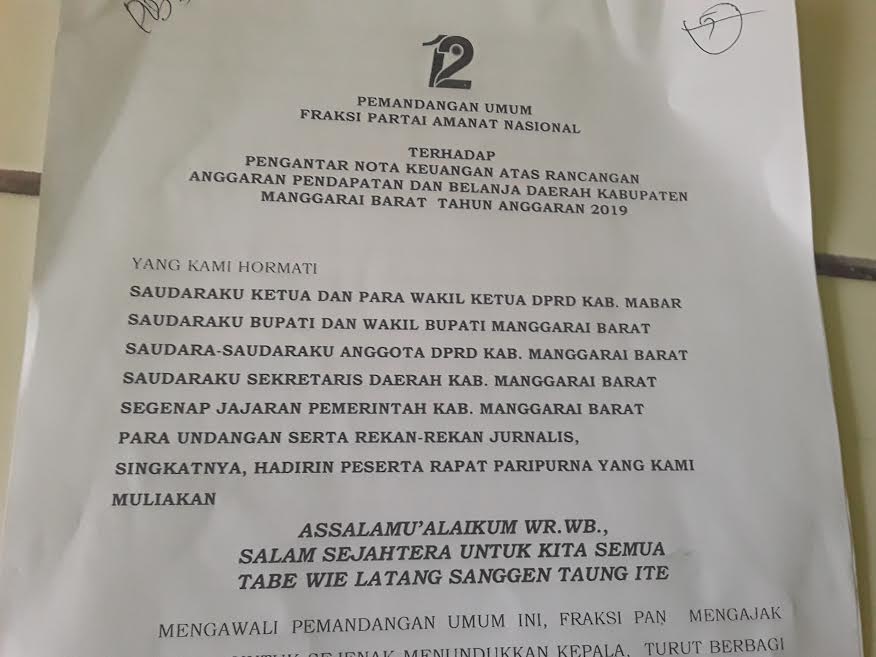 12
PEMANDANGAN UMUM
FRAKSI PARTAI AMANAT NASIONAL
TERHADAP
PENGANTAR NOTA KEUANGAN ATAS RANCANGAN
ANGGARAN PENDAPATAN DAN BELANJA DAERAH KABUPATEN
MANGGARAI BARAT TAHUN ANGGARAN 2019
YANG KAMI HORMATI
SAUDARAKU KETUA DAN PARA WAKIL KETUA DPRD KAB. MABAR
SAUDARAKU BUPATI DAN WAKIL BUPATI MANGGARAI BARAT
SAUDARA-SAUDARAKU ANGGOTA DPRD KAB. MANGGARAI BARAT
SAUDARAKU SEKRETARIS DAERAH KAB. MANGGARAI BARAT
SEGENAP JAJARAN PEMERINTAH KAB. MANGGARAI BARAT
PARA UNDANGAN SERTA REKAN-REKAN JURNALIS,
SINGKATNYA, HADIRIN PESERTA RAPAT PARIPURNA YANG KAMI
MULIAKAN
ASSALAMU'ALAIKUM WR.WB.,
SALAM SEJAHTERA UNTUK KITA SEMUA
TABE WIE LATANG SANGGEN TAUNG ITE
MENGAWALI PEMANDANGAN UMUM INI, FRAKSI PAN MENGAJAK
UNTUK SEJENAK MENUNDUKKAN KEPALA, TURUT BERBAGI